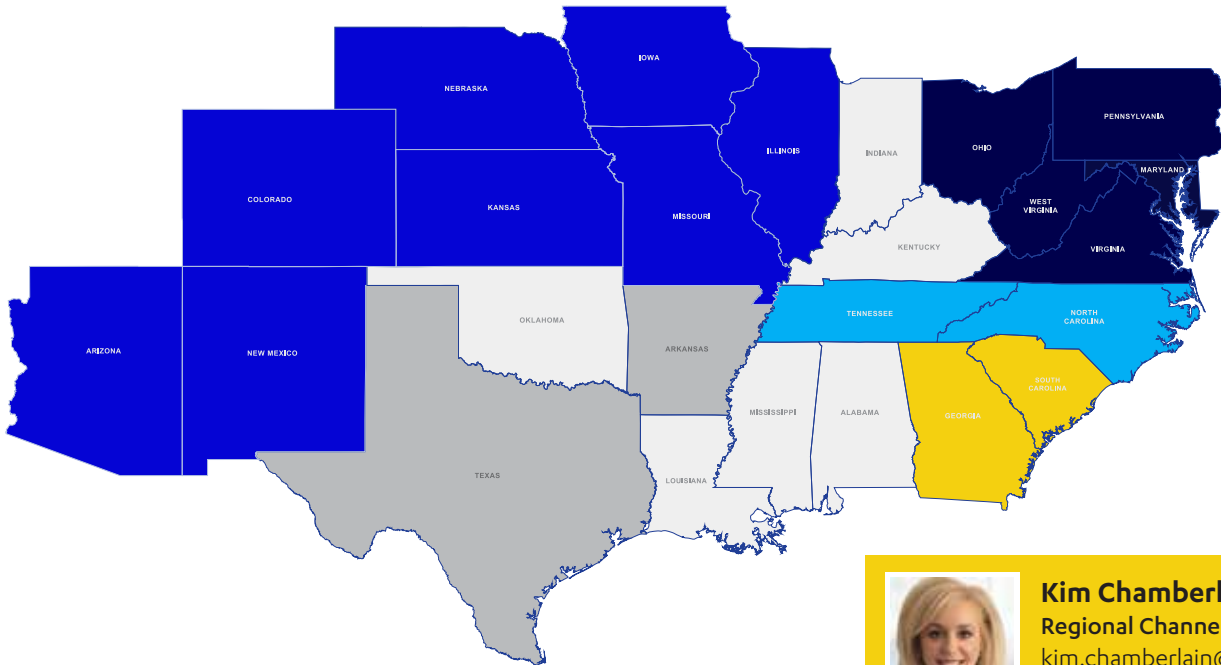 IOWA
NEBRASKA
PENNSYLVANIA
OHIO
ILLINOIS
INDIANA
MARYLAND
COLORADO
KANSAS
MISSOURI
WEST
VIRGINIA
KENTUCKY
VIRGINIA
OKLAHOMA
TENNESSEE
NORTH
CAROLINA
ARIZONA
NEW MEXICO
ARKANSAS
SOUTH
CAROLINA
MISSISSIPPI
ALABAMA
GEORGIA
TEXAS
LOUISIANA
Kim Chamberl
Regional Channe
kim.chamberlain@